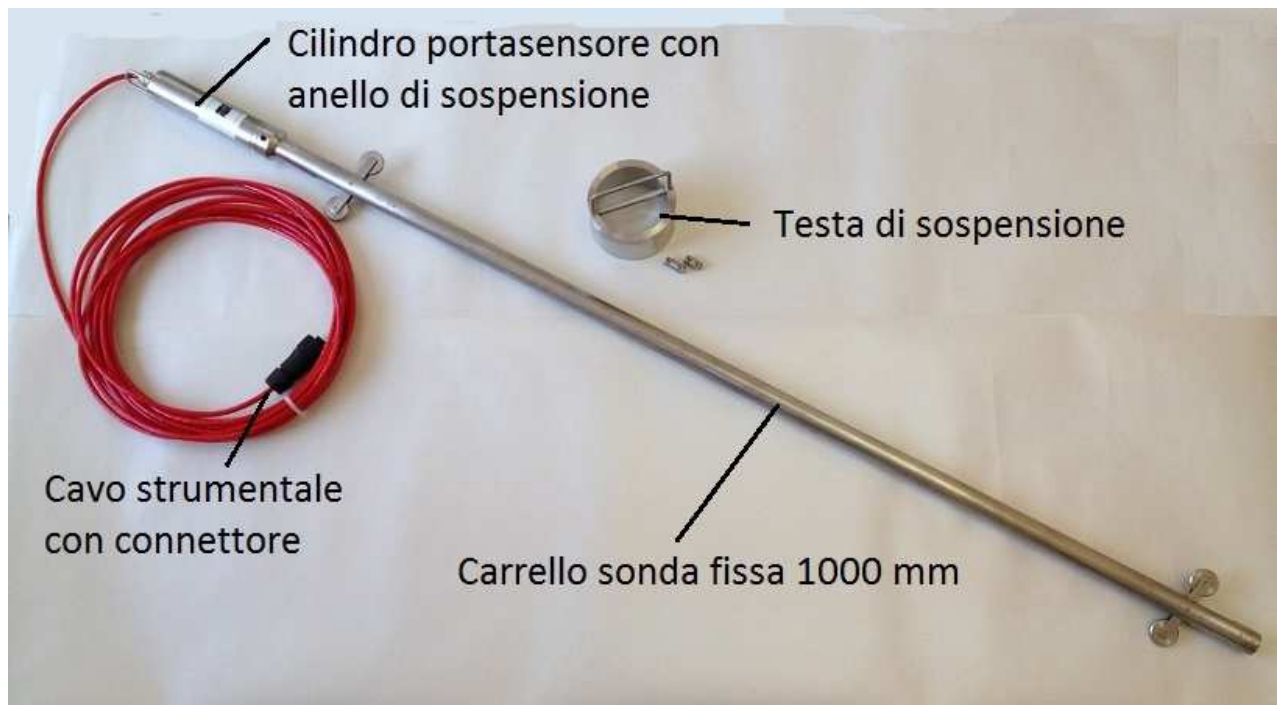 Cilindro portasensore con
anello di sospensione
Testa di sospensione
Cavo strumentale
con connettore
Carrello sonda fissa 1000 mm